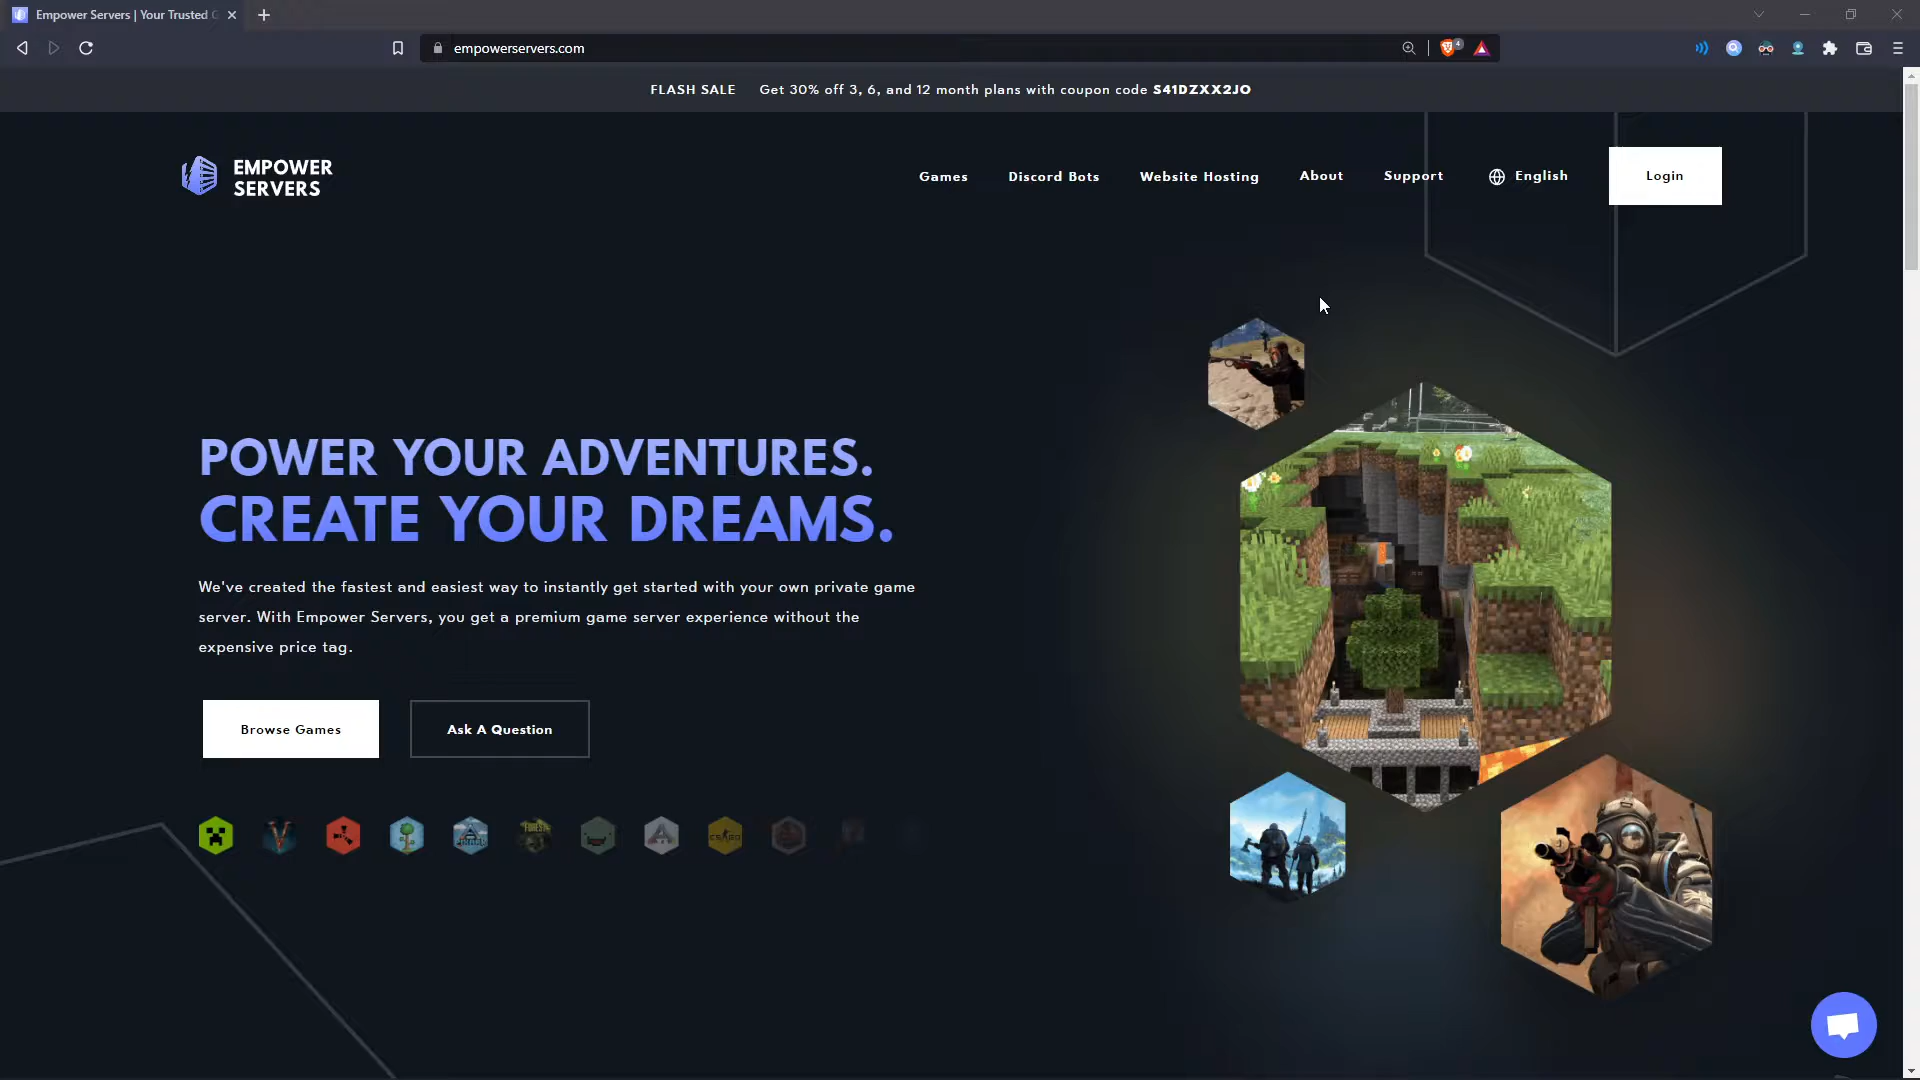 Empower Servers | Your Trusted G
empowerservers.com
4
FLASH SALE Get 30% off 3, 6, and 12 month plans with coupon code S41DZXX2JO
EMPOWER
SERVERS
Games Discord Bots Website Hosting About Support English Login
POWER YOUR ADVENTURES.
CREATE YOUR DREAMS.
We've created the fastest and easiest way to instantly get started with your own private game
server. With Empower Servers, you get a premium game server experience without the
expensive price tag.
Browse Games Ask A Question